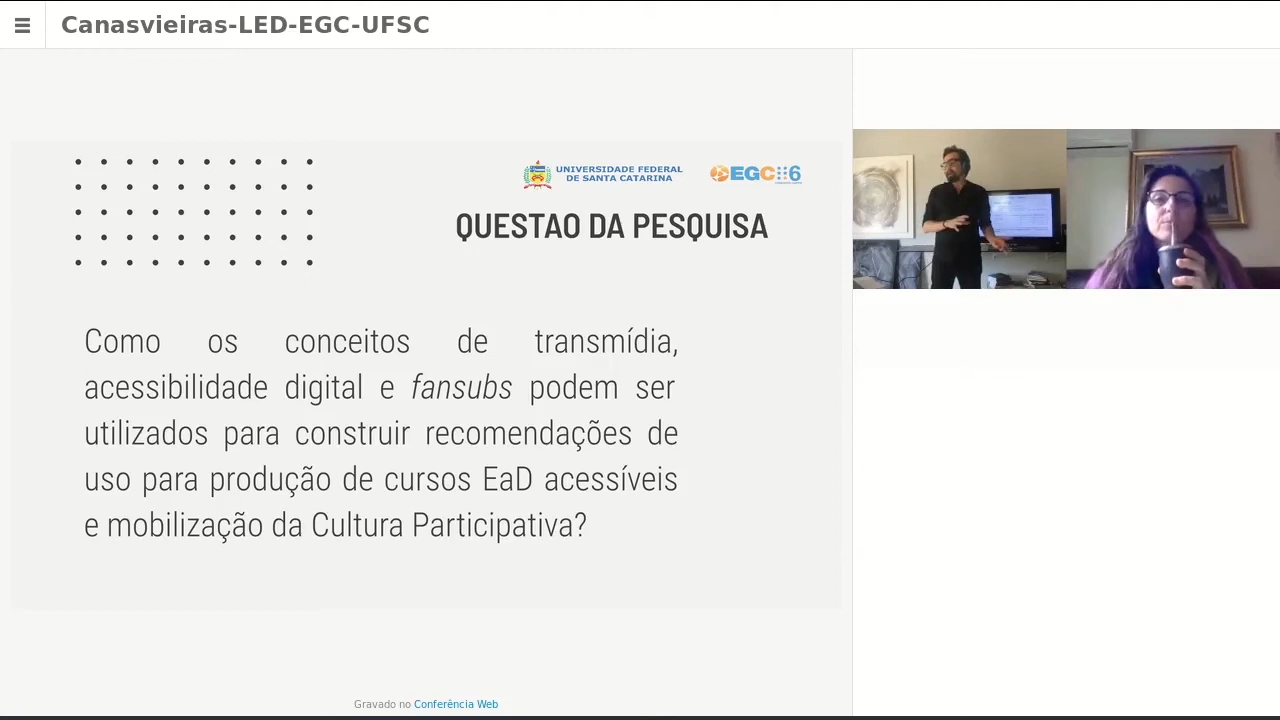 Canasvieiras-LED-EGC-UFSC
UNIVERSIDADE FEDERAL
DE SANTA CATARINA
EGC
6
QUESTAO DA PESQUISA
Como os conceitos de transmídia,
acessibilidade digital e fansubs podem ser
utilizados para construir recomendações de
uso para produção de cursos EaD acessíveis
e mobilização da Cultura Participativa?
Gravado no Conferência Web